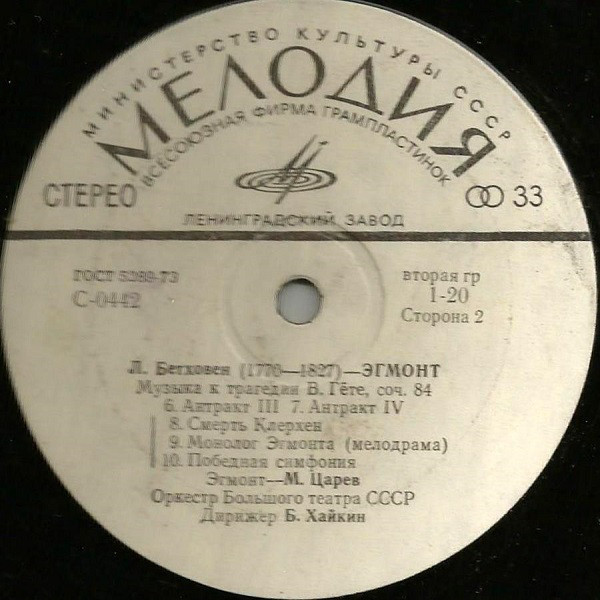 МИНИСТЕРСТВО КУЛЬТУРЫ СССР
МЕЛОДИЯ
ВСЕСОЮЗНАЯ ФИРМА ГРАМПЛАСТИНОК
СТЕРЕО
33
ЛЕНИНГРАДСКИЙ ЗАВОД
ГОСТ 5289-73
С-0442
вторая гр
1-20
Сторона 2
Л. Бетховен (1770—1827)—ЭГМОНТ
Музыка к трагедии В. Гёте, соч. 84
6. Антракт III 7. Антракт IV
8. Смерть Клерхен
9. Монолог Эгмонта (мелодрама)
10. Победная симфония
Эгмонт—М. Царев
Оркестр Большого театра СССР
Дирижер Б. Хайкин